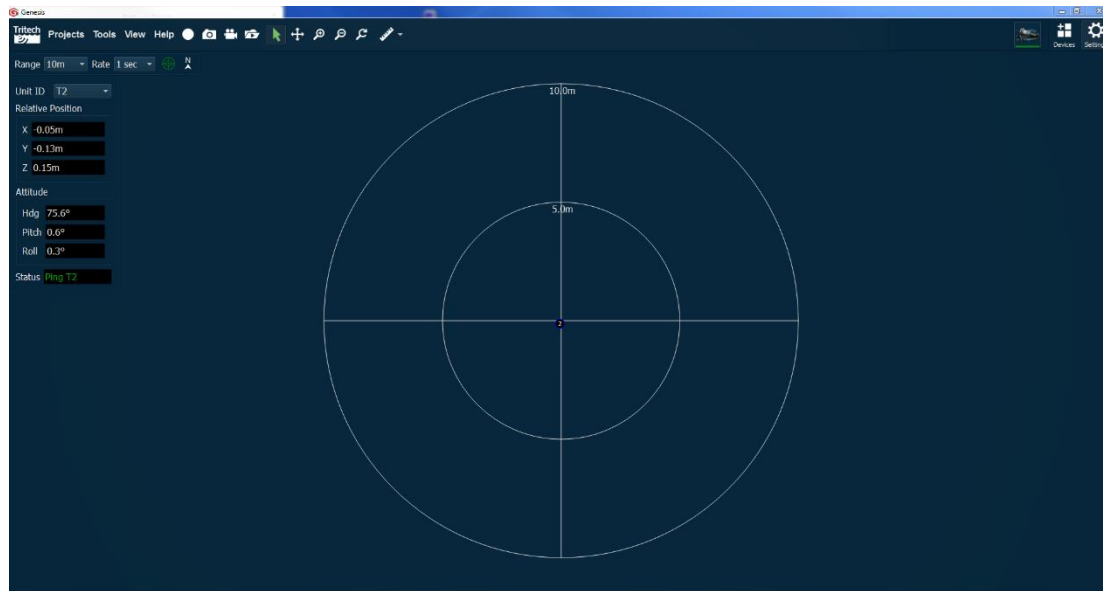 Genesis
Tritech Projects Tools View Help
Devices
Setting
Range 10m Rate 1 sec N
Unit ID T2
Relative Position
X -0.05m
Y -0.13m
Z 0.15m
Attitude
Hdg 75.6°
Pitch 0.6°
Roll 0.3°
Status Ping T2
10.0m
5.0m
2